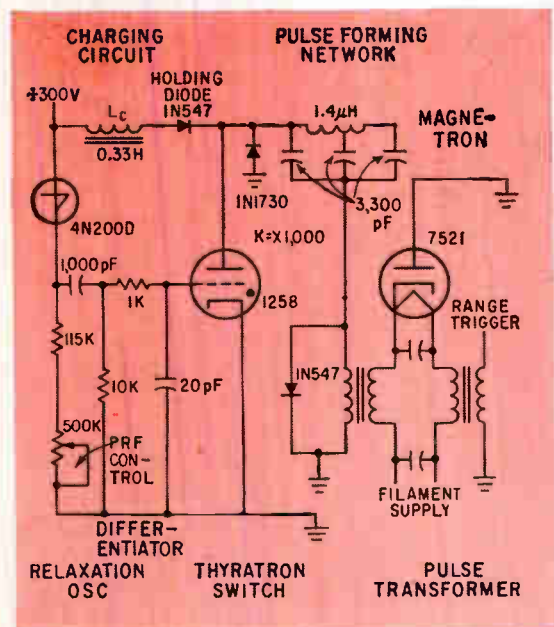 CHARGING
CIRCUIT
PULSE FORMING
NETWORK
+300V
LC
0.33H
HOLDING
DIODE
1N547
1.4μH
MAGNE-
TRON
4N200D
1N1730
3,300
pF
K=X1,000
7521
1,000pF
1K
1258
RANGE
TRIGGER
115K
10K
20pF
1N547
500K
PRF
CON-
TROL
FILAMENT
SUPPLY
DIFFER-
ENTIATOR
RELAXATION
OSC
THYRATRON
SWITCH
PULSE
TRANSFORMER